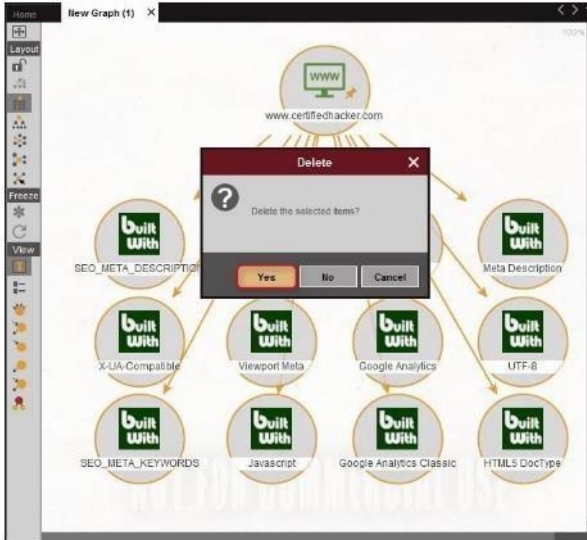 Home
New Graph (1) ×
100%
Layout
Freeze
View
www
www.certifiedhacker.com
Delete ×
?
Delete the selected items?
Yes No Cancel
built With
SEO_META_DESCRIPTION
built With
Meta Description
built With
X-UA-Compatible
built With
Viewport Meta
built With
Google Analytics
built With
UTF-8
built With
SEO_META_KEYWORDS
built With
Javascript
built With
Google Analytics Classic
built With
HTML5 DocType
NOT FOR COMMERCIAL USE